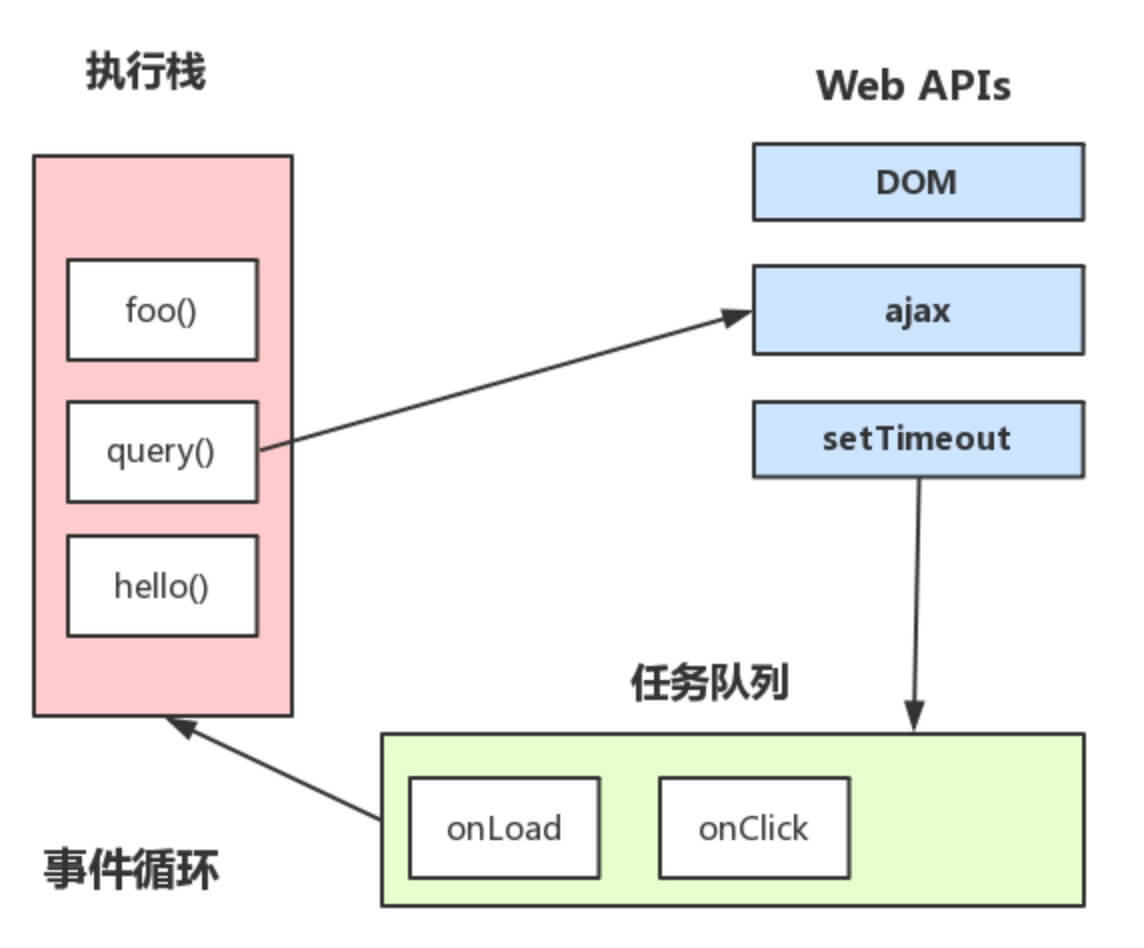 执行栈
foo()
query()
hello()
Web APIs
DOM
ajax
setTimeout
任务队列
onLoad
onClick
事件循环